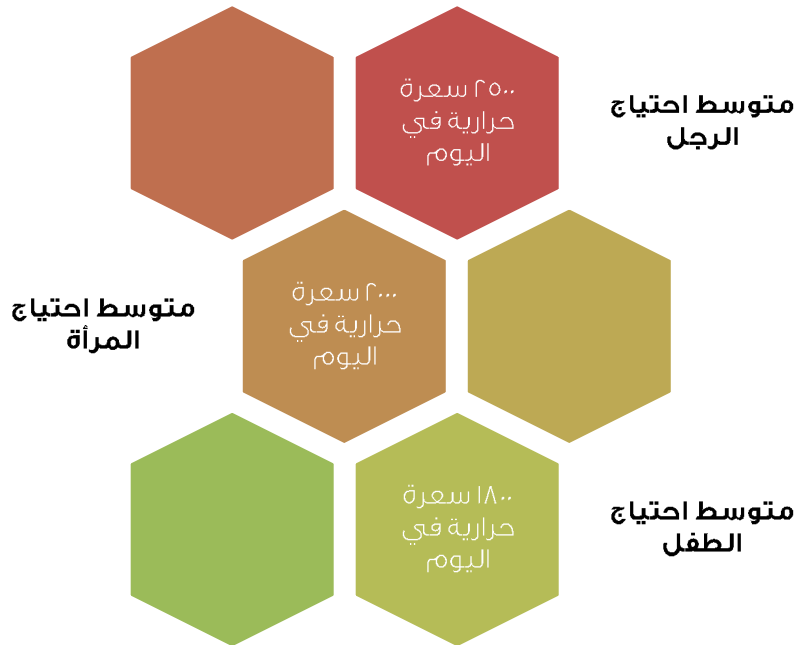 متوسط احتياج
الرجل
٢٥٠٠ سعرة
حرارية في
اليوم
متوسط احتياج
المرأة
٢٠٠٠ سعرة
حرارية في
اليوم
متوسط احتياج
الطفل
١٨٠٠ سعرة
حرارية في
اليوم